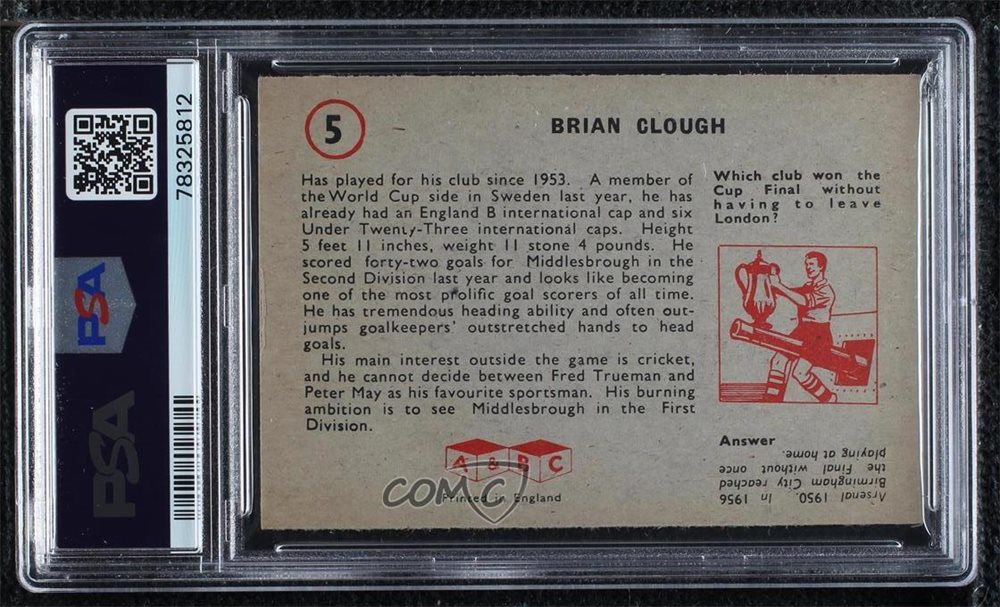 5
BRIAN CLOUGH
Has played for his club since 1953. A member of
the World Cup side in Sweden last year, he has
already had an England B international cap and six
Under Twenty-Three international caps. Height
5 feet 11 inches, weight 11 stone 4 pounds. He
scored forty-two goals for Middlesbrough in the
Second Division last year and looks like becoming
one of the most prolific goal scorers of all time.
He has tremendous heading ability and often out-
jumps goalkeepers' outstretched hands to head
goals.
His main interest outside the game is cricket,
and he cannot decide between Fred Trueman and
Peter May as his favourite sportsman. His burning
ambition is to see Middlesbrough in the First
Division.
A & B C
Printed in England
COMC
Which club won the
Cup Final without
having to leave
London?
Answer
Arsenal 1950. In 1956
Birmingham City reached
the Final without once
playing at home.
78325812
PSA
PSA